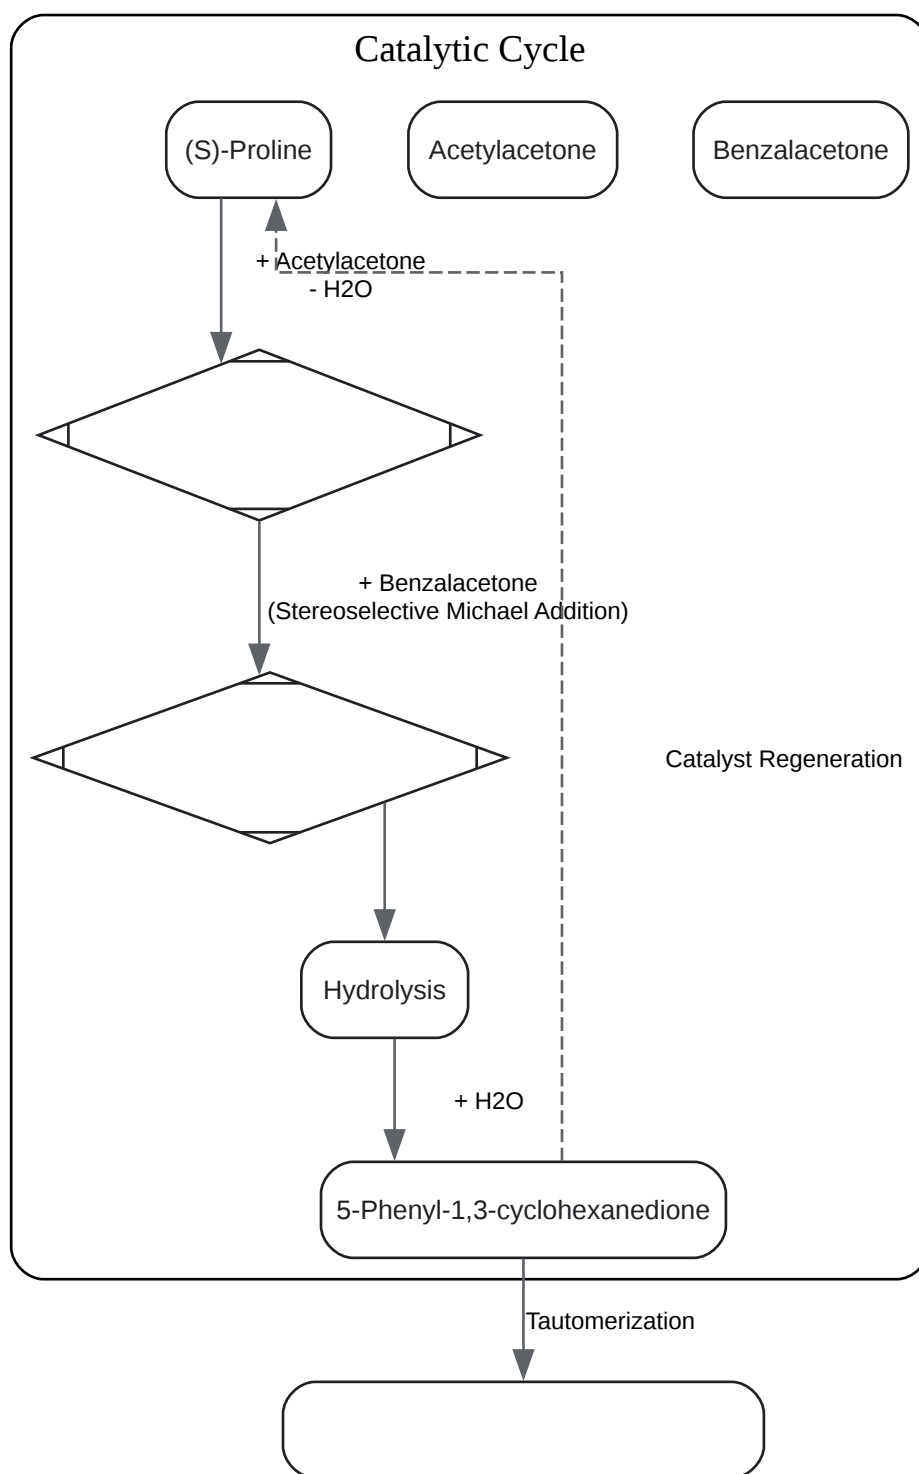 Catalytic Cycle
(S)-Proline
Acetylacetone
Benzalacetone
+ Acetylacetone
- H2O
+ Benzalacetone
(Stereoselective Michael Addition)
Catalyst Regeneration
Hydrolysis
+ H2O
5-Phenyl-1,3-cyclohexanedione
Tautomerization